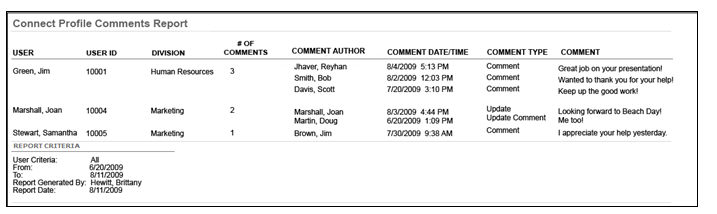 Connect Profile Comments Report
# OF
USER USER ID DIVISION COMMENTS COMMENT AUTHOR COMMENT DATE/TIME COMMENT TYPE COMMENT
Green, Jim 10001 Human Resources 3 Jhaver, Reyhan 8/4/2009 5:13 PM Comment Great job on your presentation!
Smith, Bob 8/2/2009 12:03 PM Comment Wanted to thank you for your help!
Davis, Scott 7/20/2009 3:10 PM Comment Keep up the good work!
Marshall, Joan 10004 Marketing 2 Marshall, Joan 8/3/2009 4:44 PM Update Looking forward to Beach Day!
Martin, Doug 6/20/2009 1:09 PM Update Comment Me too!
Stewart, Samantha 10005 Marketing 1 Brown, Jim 7/30/2009 9:38 AM Comment I appreciate your help yesterday.
REPORT CRITERIA
User Criteria: All
From: 6/20/2009
To: 8/11/2009
Report Generated By: Hewitt, Brittany
Report Date: 8/11/2009